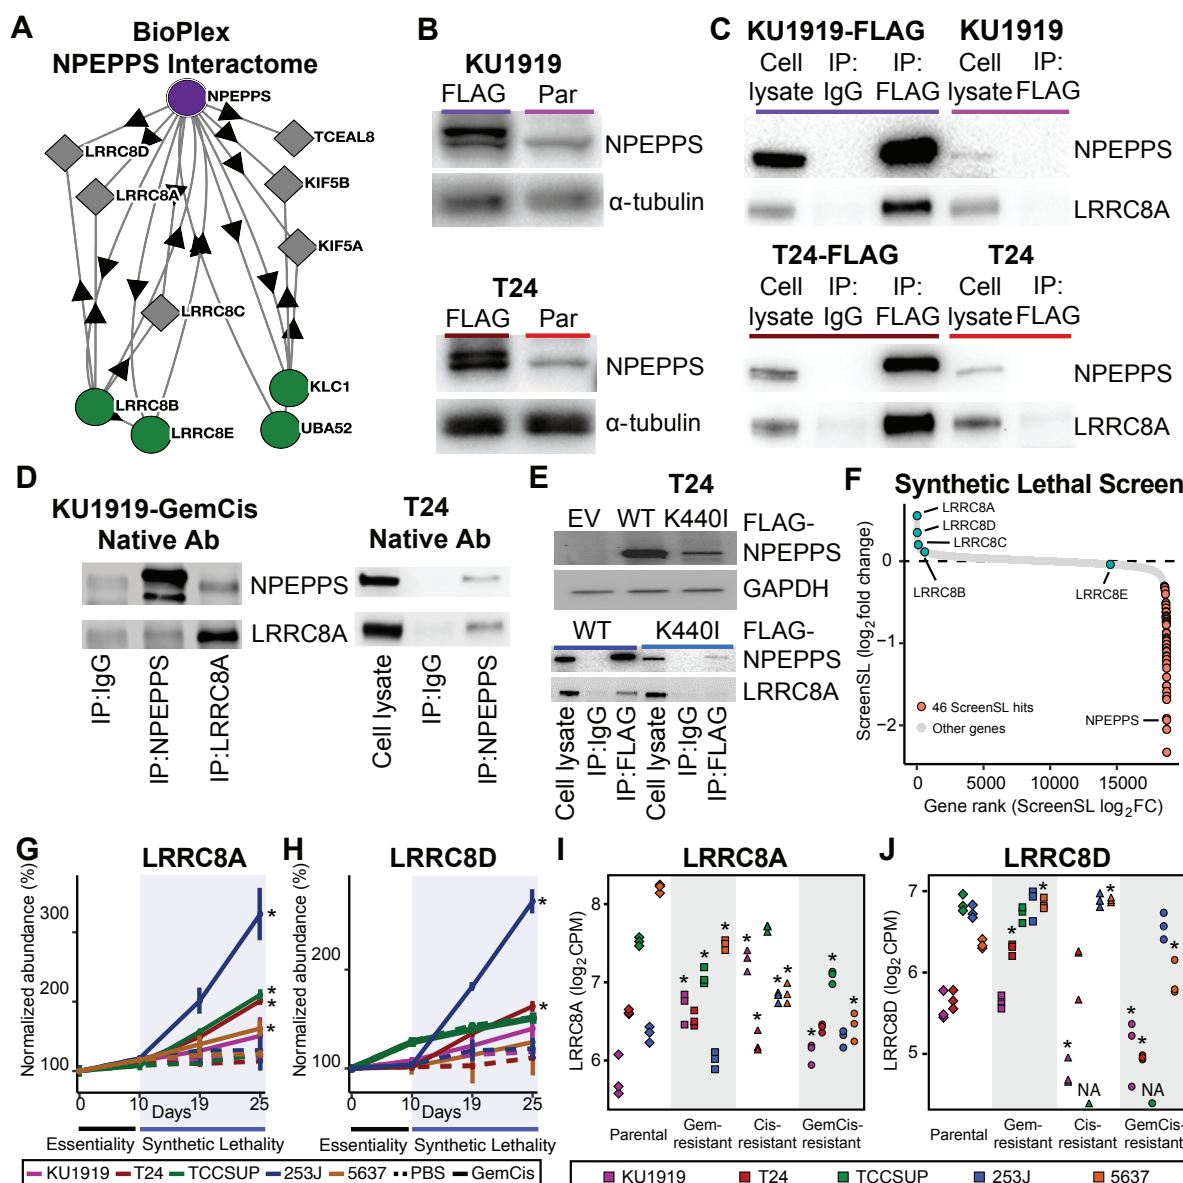 A
BioPlex
NPEPPS Interactome
NPEPPS
LRRC8D
TCEAL8
LRRC8A
KIF5B
KIF5A
LRRC8C
KLC1
LRRC8B
LRRC8E
UBA52
B
KU1919
FLAG Par
NPEPPS
α-tubulin
T24
FLAG Par
NPEPPS
α-tubulin
C
KU1919-FLAG KU1919
Cell IP: IP: Cell IP:
lysate IgG FLAG lysate FLAG
NPEPPS
LRRC8A
T24-FLAG T24
Cell IP: IP: Cell IP:
lysate IgG FLAG lysate FLAG
NPEPPS
LRRC8A
D
KU1919-GemCis
Native Ab
NPEPPS
LRRC8A
IP:IgG
IP:NPEPPS
IP:LRRC8A
T24
Native Ab
Cell lysate
IP:IgG
IP:NPEPPS
E
T24
EV WT K440I FLAG-
NPEPPS
GAPDH
WT K440I FLAG-
NPEPPS
LRRC8A
Cell lysate
IP:IgG
IP:FLAG
Cell lysate
IP:IgG
IP:FLAG
F
Synthetic Lethal Screen
ScreenSL (log2fold change)
0
−1
−2
LRRC8A
LRRC8D
LRRC8C
LRRC8B
LRRC8E
46 ScreenSL hits
Other genes
NPEPPS
0 5000 10000 15000
Gene rank (ScreenSL log2FC)
G
LRRC8A
Normalized abundance (%)
300
200
100
*
*
*
*
0 10 19 25
Days
Essentiality Synthetic Lethality
H
LRRC8D
Normalized abundance (%)
200
100
*
*
0 10 19 25
Days
Essentiality Synthetic Lethality
KU1919 T24 TCCSUP 253J 5637 PBS GemCis
I
LRRC8A
LRRC8A (log2CPM)
8
7
6
* * * * * * * * * *
Parental Gem-resistant Cis-resistant GemCis-resistant
J
LRRC8D
LRRC8D (log2CPM)
7
6
5
* * * * * * *
NA NA
Parental Gem-resistant Cis-resistant GemCis-resistant
KU1919 T24 TCCSUP 253J 5637